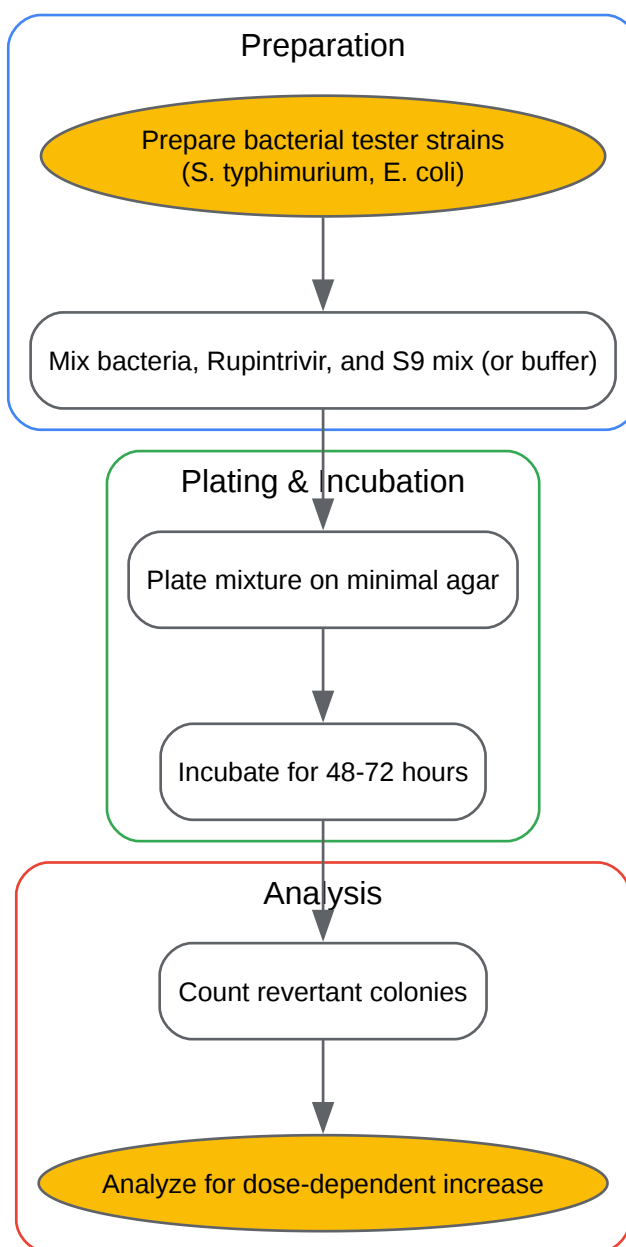 Preparation
Prepare bacterial tester strains
(S. typhimurium, E. coli)
Mix bacteria, Rupintrivir, and S9 mix (or buffer)
Plating & Incubation
Plate mixture on minimal agar
Incubate for 48-72 hours
Analysis
Count revertant colonies
Analyze for dose-dependent increase